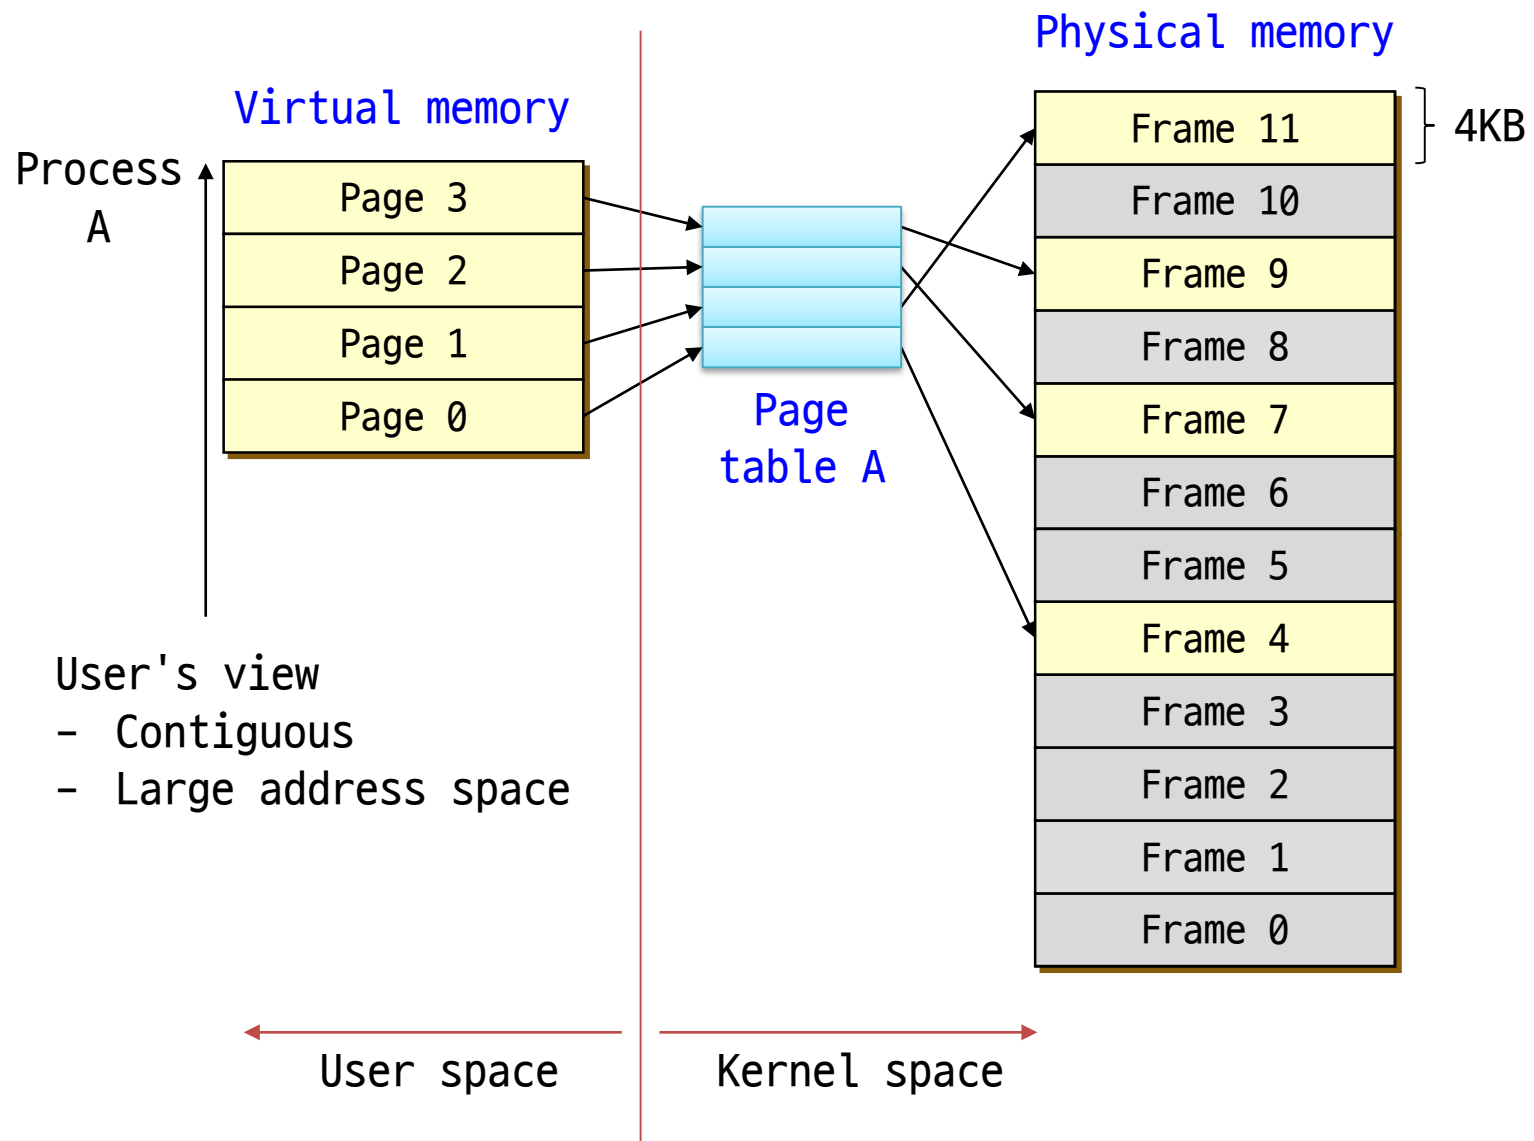 Physical memory
Virtual memory
Process
A
Page 3
Page 2
Page 1
Page 0
Page
table A
Frame 11
Frame 10
Frame 9
Frame 8
Frame 7
Frame 6
Frame 5
Frame 4
Frame 3
Frame 2
Frame 1
Frame 0
4KB
User's view
- Contiguous
- Large address space
User space
Kernel space